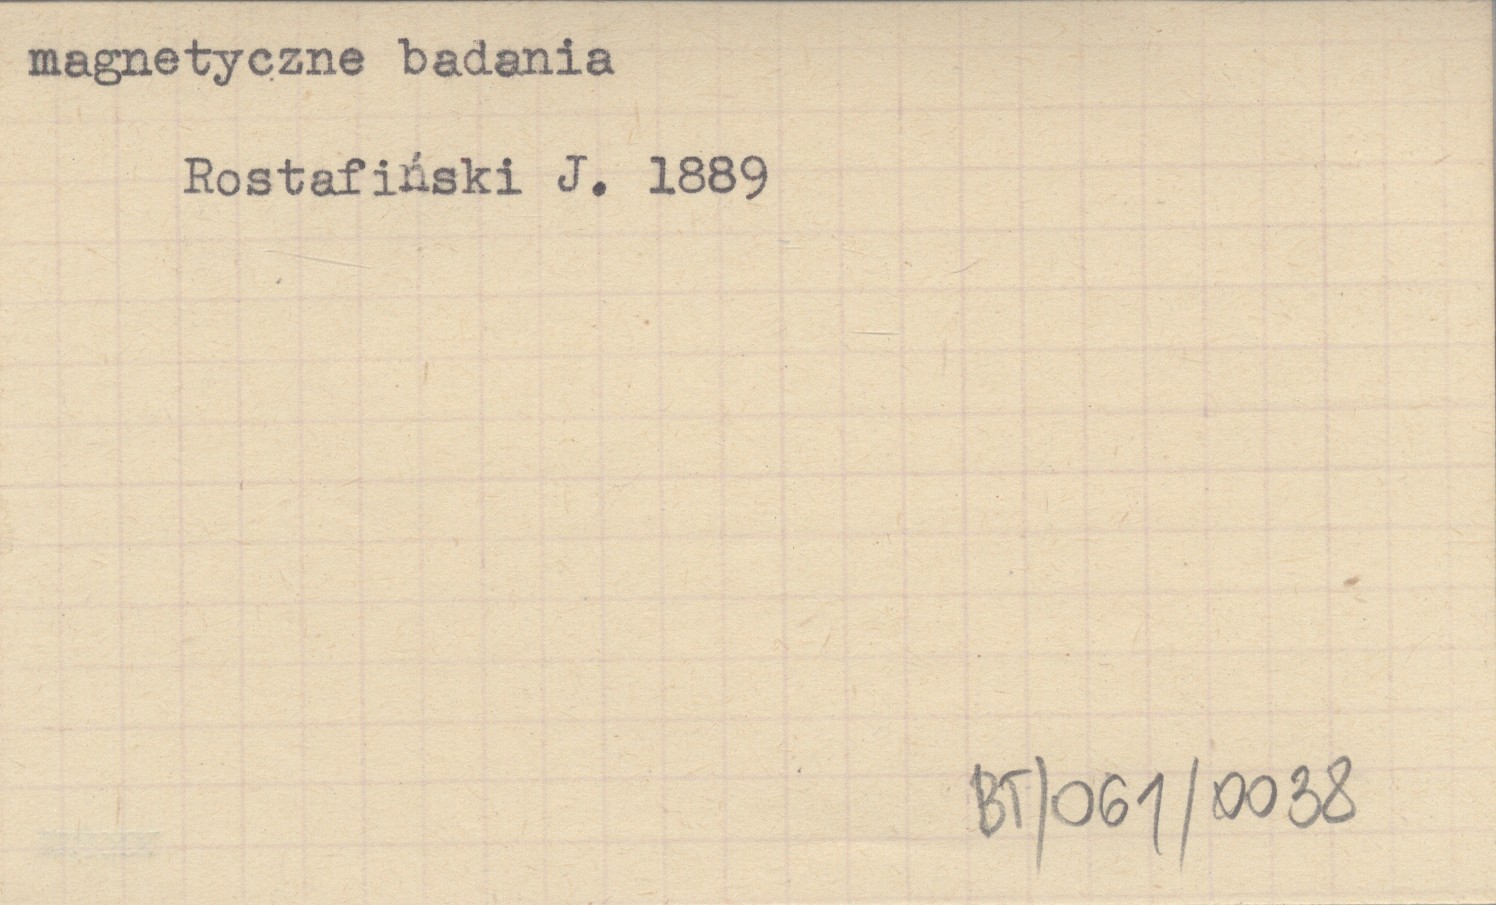 magnetyczne badania
Rostafiński J. 1889
BT/061/0038